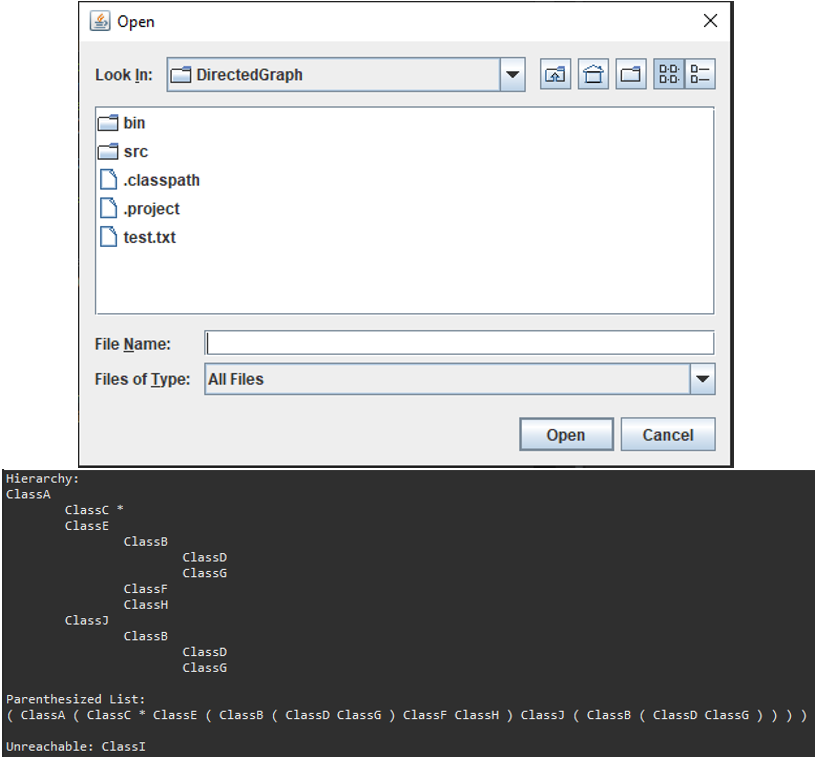 Open
Look In: DirectedGraph
bin
src
.classpath
.project
test.txt
File Name:
Files of Type: All Files
Open Cancel
Hierarchy:
ClassA
ClassC *
ClassE
ClassB
ClassD
ClassG
ClassF
ClassH
ClassJ
ClassB
ClassD
ClassG
Parenthesized List:
( ClassA ( ClassC * ClassE ( ClassB ( ClassD ClassG ) ClassF ClassH ) ClassJ ( ClassB ( ClassD ClassG ) ) ) )
Unreachable: ClassI